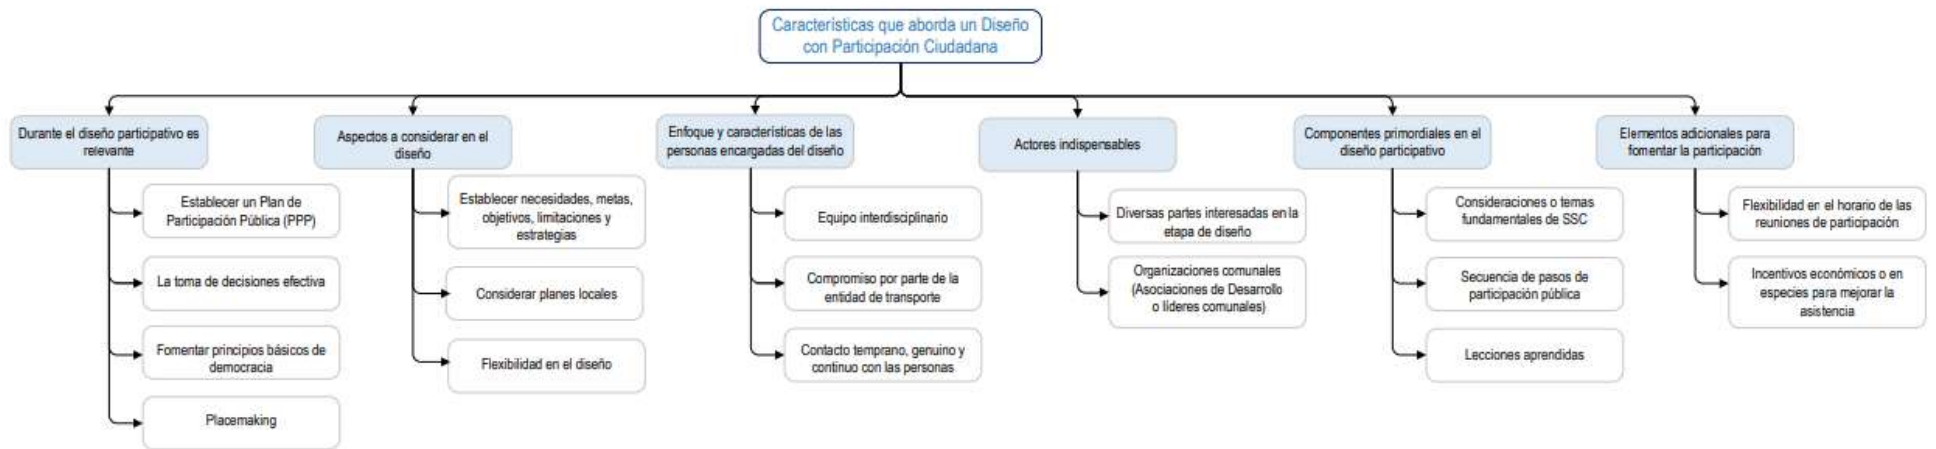 Características que aborda un Diseño
con Participación Ciudadana
Durante el diseño participativo es
relevante
Establecer un Plan de
Participación Pública (PPP)
La toma de decisiones efectiva
Fomentar principios básicos de
democracia
Placemaking
Aspectos a considerar en el
diseño
Establecer necesidades, metas,
objetivos, limitaciones y
estrategias
Considerar planes locales
Flexibilidad en el diseño
Enfoque y características de las
personas encargadas del diseño
Equipo interdisciplinario
Compromiso por parte de la
entidad de transporte
Contacto temprano, genuino y
continuo con las personas
Actores indispensables
Diversas partes interesadas en la
etapa de diseño
Organizaciones comunales
(Asociaciones de Desarrollo
o líderes comunales)
Componentes primordiales en el
diseño participativo
Consideraciones o temas
fundamentales de SSC
Secuencia de pasos de
participación pública
Lecciones aprendidas
Elementos adicionales para
fomentar la participación
Flexibilidad en el horario de las
reuniones de participación
Incentivos económicos o en
especies para mejorar la
asistencia